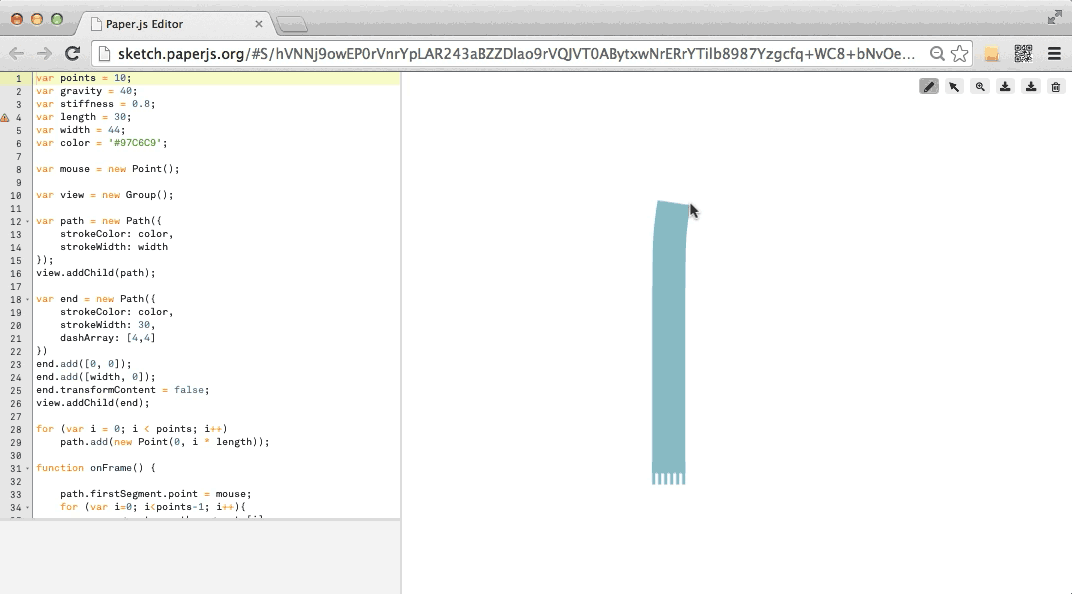 Paper.js Editor
sketch.paperjs.org/#S/hVNNj9owEP0rVnrYpLAR243aBZZDlao9rVQJVT0AByt​xwNrERrYTiIb8987Yzgcfq+WC8+bNvOe...
1 var points = 10;
2 var gravity = 40;
3 var stiffness = 0.8;
4 var length = 30;
5 var width = 44;
6 var color = '#97C6C9';
7
8 var mouse = new Point();
9
10 var view = new Group();
11
12 var path = new Path({
13 strokeColor: color,
14 strokeWidth: width
15 });
16 view.addChild(path);
17
18 var end = new Path({
19 strokeColor: color,
20 strokeWidth: 30,
21 dashArray: [4,4]
22 })
23 end.add([0, 0]);
24 end.add([width, 0]);
25 end.transformContent = false;
26 view.addChild(end);
27
28 for (var i = 0; i < points; i++)
29 path.add(new Point(0, i * length));
30
31 function onFrame() {
32
33 path.firstSegment.point = mouse;
34 for (var i=0; i<points-1; i++){